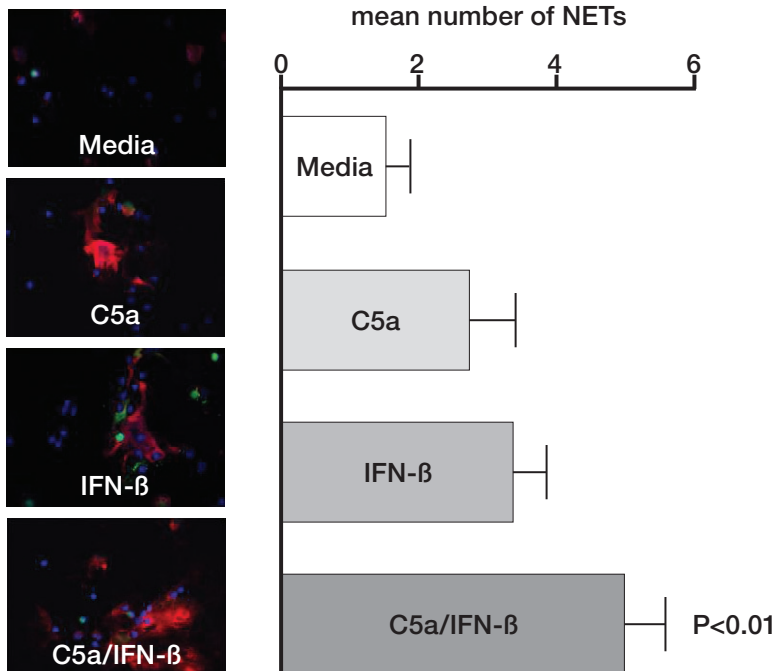 mean number of NETs
0 2 4 6
Media
Media
C5a
C5a
IFN-ß
IFN-ß
C5a/IFN-ß
C5a/IFN-ß
P<0.01